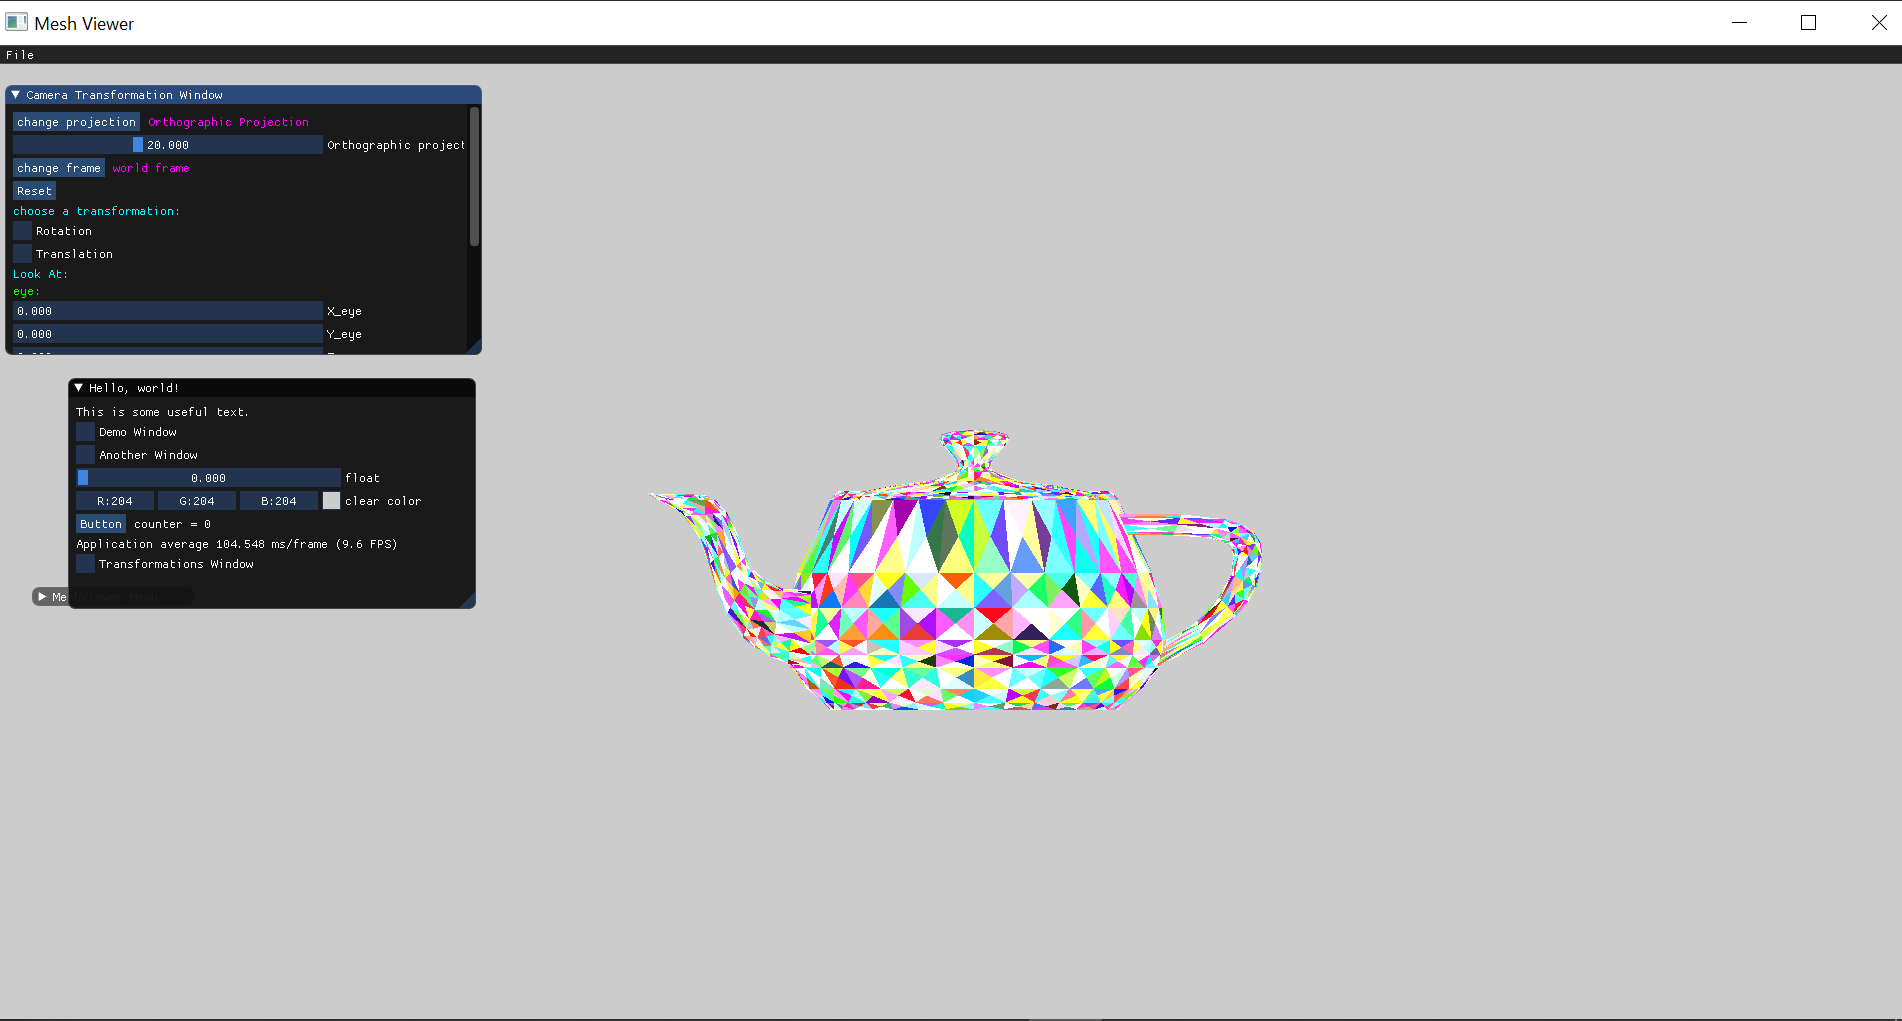 Mesh Viewer
File
Camera Transformation Window
change projection Orthographic Projection
20.000 Orthographic project
change frame world frame
Reset
choose a transformation:
Rotation
Translation
Look At:
eye:
0.000 X_eye
0.000 Y_eye
Hello, world!
This is some useful text.
Demo Window
Another Window
0.000 float
R:204 G:204 B:204 clear color
Button counter = 0
Application average 104.548 ms/frame (9.6 FPS)
Transformations Window